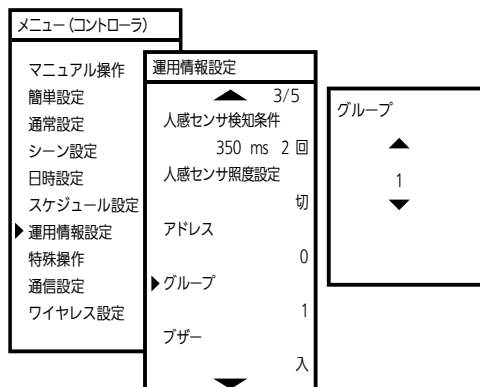 メニュー (コントローラ)
マニュアル操作
簡単設定
通常設定
シーン設定
日時設定
スケジュール設定
運用情報設定
特殊操作
通信設定
ワイヤレス設定
運用情報設定
3/5
人感センサ検知条件
350 ms 2 回
人感センサ照度設定
切
アドレス
0
グループ
1
ブザー
入
グループ
1